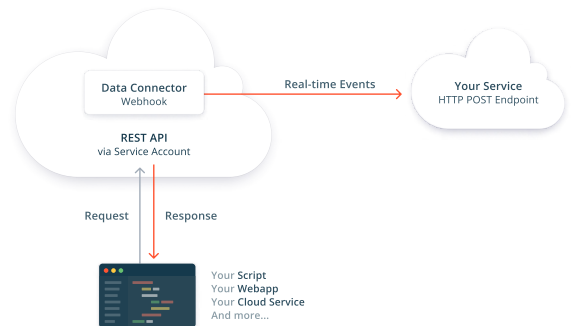 Data Connector
Webhook
Real-time Events
Your Service
HTTP POST Endpoint
REST API
via Service Account
Request
Response
Your Script
Your Webapp
Your Cloud Service
And more...